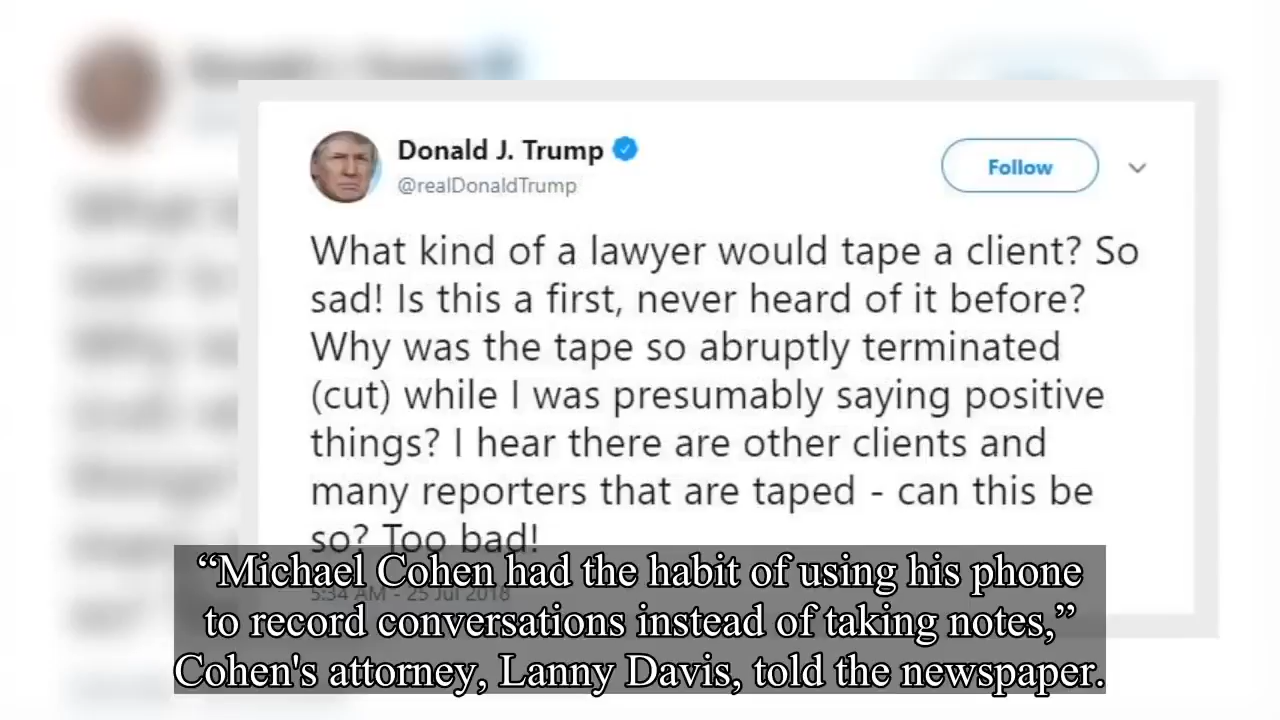 Donald J. Trump
@realDonaldTrump
Follow
What kind of a lawyer would tape a client? So
sad! Is this a first, never heard of it before?
Why was the tape so abruptly terminated
(cut) while I was presumably saying positive
things? I hear there are other clients and
many reporters that are taped - can this be
so? Too bad!
5:34 AM - 25 Jul 2018
“Michael Cohen had the habit of using his phone
to record conversations instead of taking notes,”
Cohen's attorney, Lanny Davis, told the newspaper.